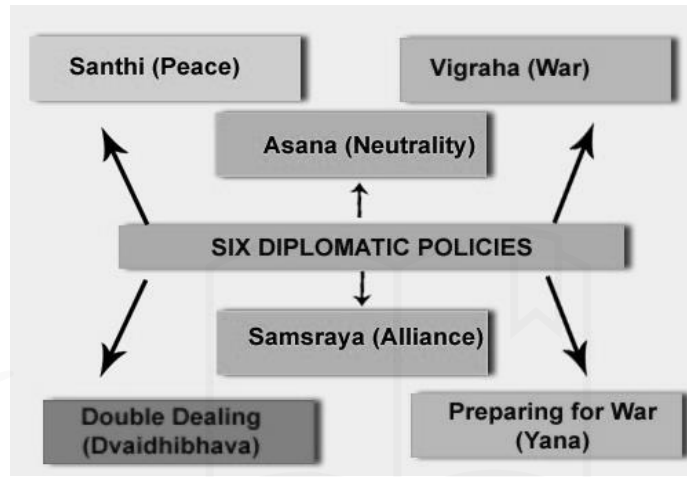 Santhi (Peace)
Vigraha (War)
Asana (Neutrality)
SIX DIPLOMATIC POLICIES
Samsraya (Alliance)
Double Dealing
(Dvaidhibhava)
Preparing for War
(Yana)